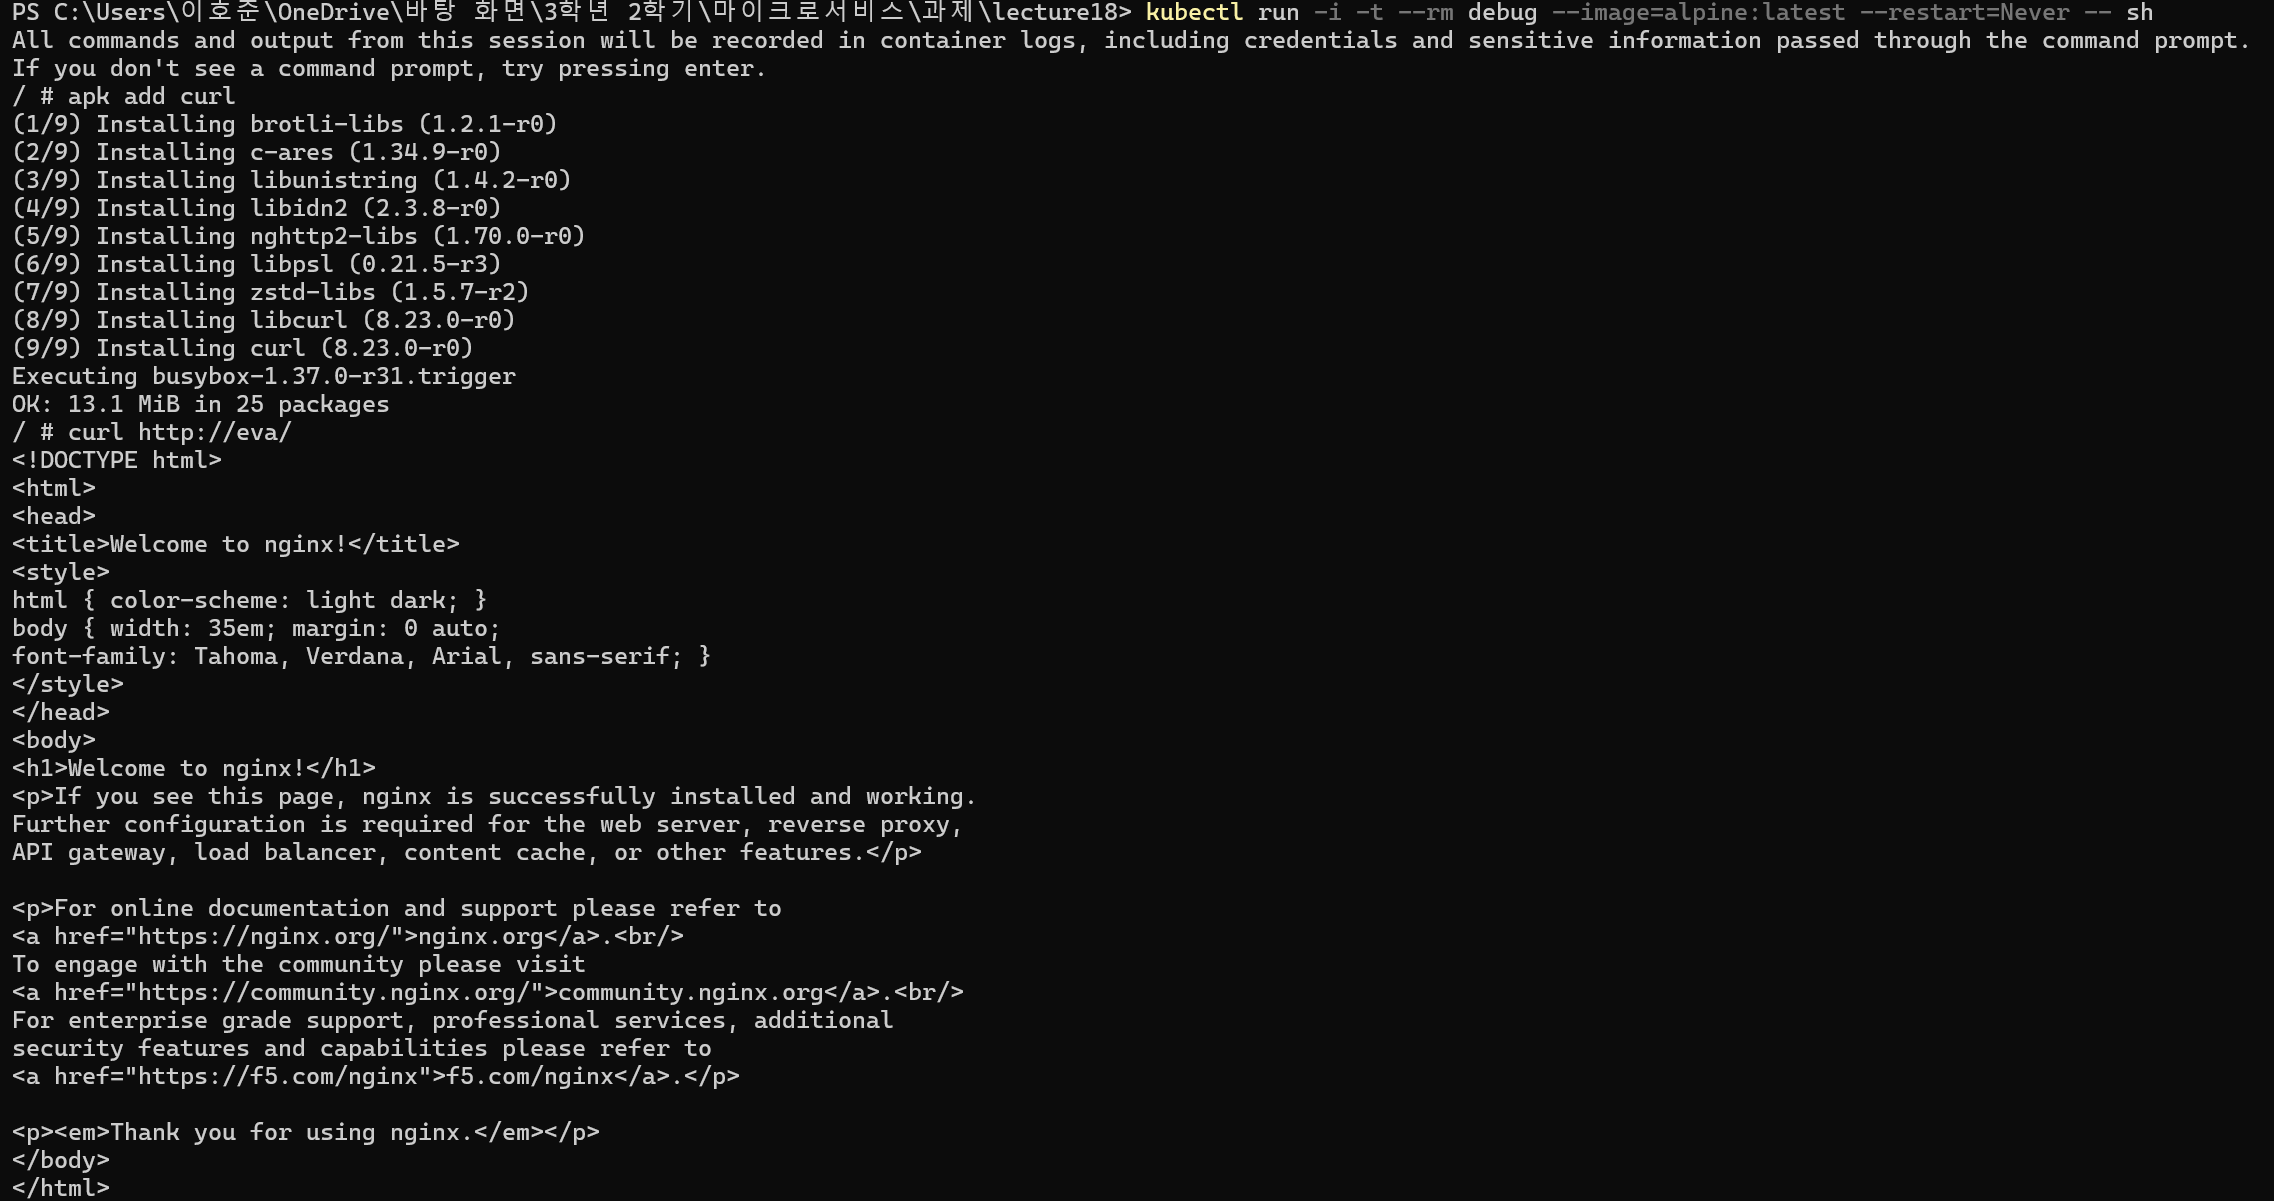 PS C:\Users\이호준\OneDrive\바탕 화면\3학년 2학기\마이크로서비스\과제\lecture18> kubectl run -i -t --rm debug --image=alpine:latest --restart=Never -- sh
All commands and output from this session will be recorded in container logs, including credentials and sensitive information passed through the command prompt.
If you don't see a command prompt, try pressing enter.
/ # apk add curl
(1/9) Installing brotli-libs (1.2.1-r0)
(2/9) Installing c-ares (1.34.9-r0)
(3/9) Installing libunistring (1.4.2-r0)
(4/9) Installing libidn2 (2.3.8-r0)
(5/9) Installing nghttp2-libs (1.70.0-r0)
(6/9) Installing libpsl (0.21.5-r3)
(7/9) Installing zstd-libs (1.5.7-r2)
(8/9) Installing libcurl (8.23.0-r0)
(9/9) Installing curl (8.23.0-r0)
Executing busybox-1.37.0-r31.trigger
OK: 13.1 MiB in 25 packages
/ # curl http://eva/
<!DOCTYPE html>
<html>
<head>
<title>Welcome to nginx!</title>
<style>
html { color-scheme: light dark; }
body { width: 35em; margin: 0 auto;
font-family: Tahoma, Verdana, Arial, sans-serif; }
</style>
</head>
<body>
<h1>Welcome to nginx!</h1>
<p>If you see this page, nginx is successfully installed and working.
Further configuration is required for the web server, reverse proxy,
API gateway, load balancer, content cache, or other features.</p>

<p>For online documentation and support please refer to
<a href="https://nginx.org/">nginx.org</a>.<br/>
To engage with the community please visit
<a href="https://community.nginx.org/">community.nginx.org</a>.<br/>
For enterprise grade support, professional services, additional
security features and capabilities please refer to
<a href="https://f5.com/nginx">f5.com/nginx</a>.</p>

<p><em>Thank you for using nginx.</em></p>
</body>
</html>